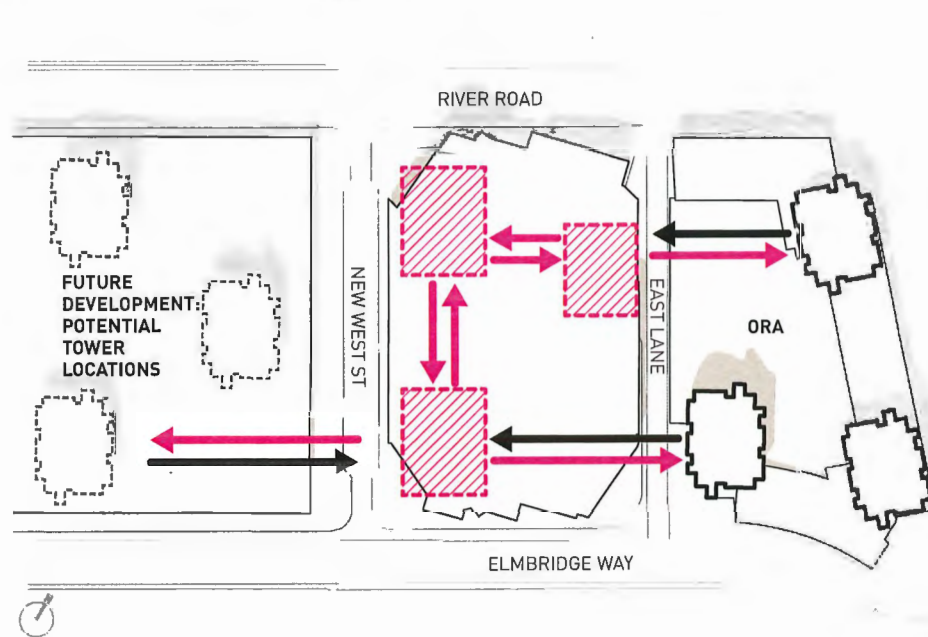 RIVER ROAD
FUTURE
DEVELOPMENT:
POTENTIAL
TOWER
LOCATIONS
NEW WEST ST
EAST LANE
ORA
ELMBRIDGE WAY